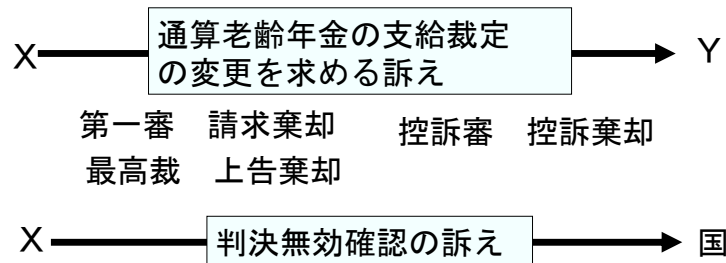 通算老齢年金の支給裁定
の変更を求める訴え
X
Y
第一審 請求棄却 控訴審 控訴棄却
最高裁 上告棄却
X 判決無効確認の訴え 国